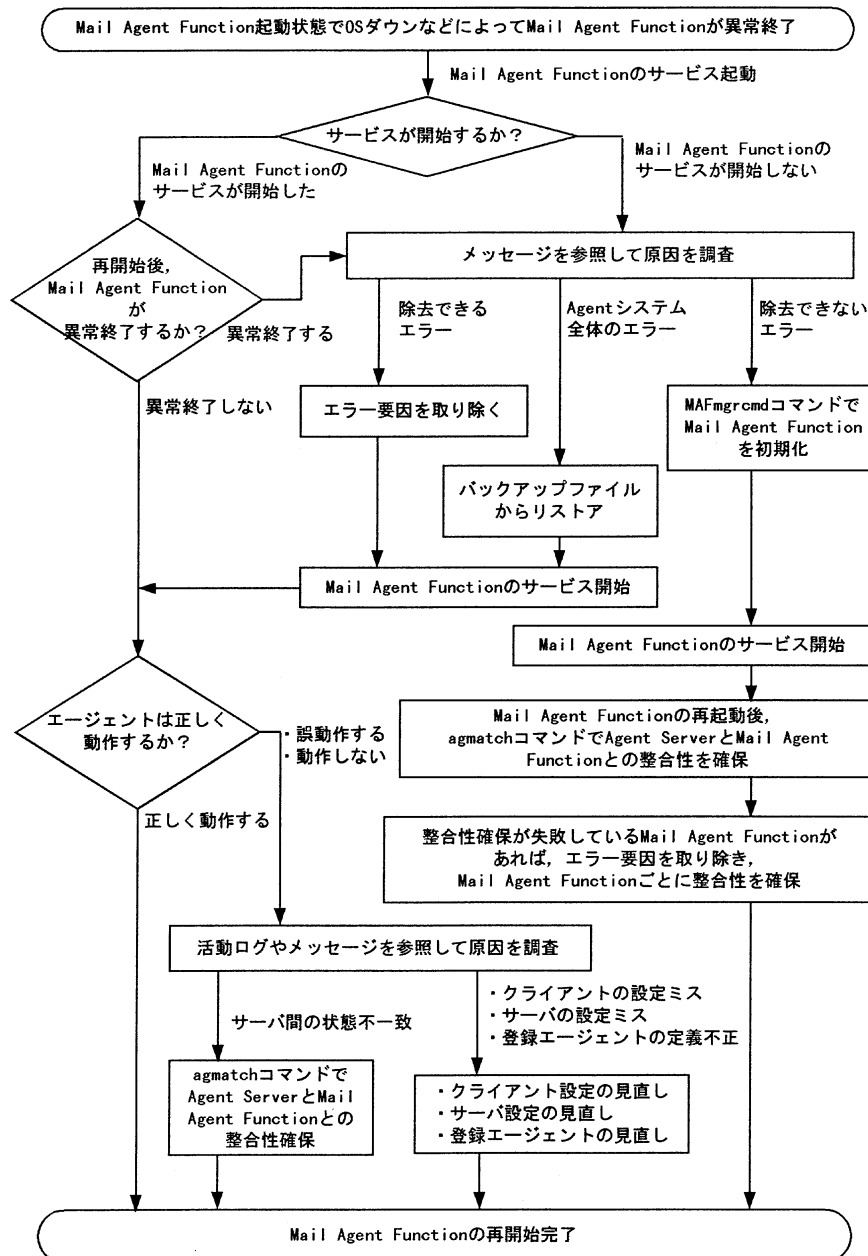 Mail Agent Function起動状態でOSダウンなどによってMail Agent Functionが異常終了
Mail Agent Functionのサービス起動
サービスが開始するか？
Mail Agent Functionの
サービスが開始した
Mail Agent Functionの
サービスが開始しない
再開始後，
Mail Agent Function
が
異常終了するか？
異常終了する
メッセージを参照して原因を調査
除去できる
エラー
Agentシステム
全体のエラー
除去できない
エラー
異常終了しない
エラー要因を取り除く
MAFmgrcmdコマンドで
Mail Agent Function
を初期化
バックアップファイル
からリストア
Mail Agent Functionのサービス開始
Mail Agent Functionのサービス開始
エージェントは正しく
動作するか？
・誤動作する
・動作しない
Mail Agent Functionの再起動後，
agmatchコマンドでAgent ServerとMail Agent
Functionとの整合性を確保
正しく動作する
整合性確保が失敗しているMail Agent Functionが
あれば，エラー要因を取り除き，
Mail Agent Functionごとに整合性を確保
活動ログやメッセージを参照して原因を調査
サーバ間の状態不一致
・クライアントの設定ミス
・サーバの設定ミス
・登録エージェントの定義不正
agmatchコマンドで
Agent ServerとMail
Agent Functionとの
整合性確保
・クライアント設定の見直し
・サーバ設定の見直し
・登録エージェントの見直し
Mail Agent Functionの再開始完了